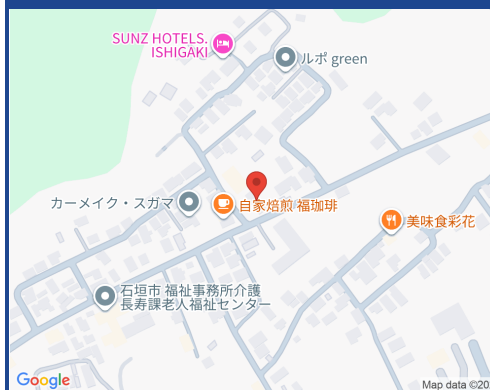 SUNZ HOTELS.
ISHIGAKI
ルポ green
カーメイク・スガマ
自家焙煎 福珈琲
美味食彩花
石垣市 福祉事務所介護
長寿課老人福祉センター
Google
Map data ©20